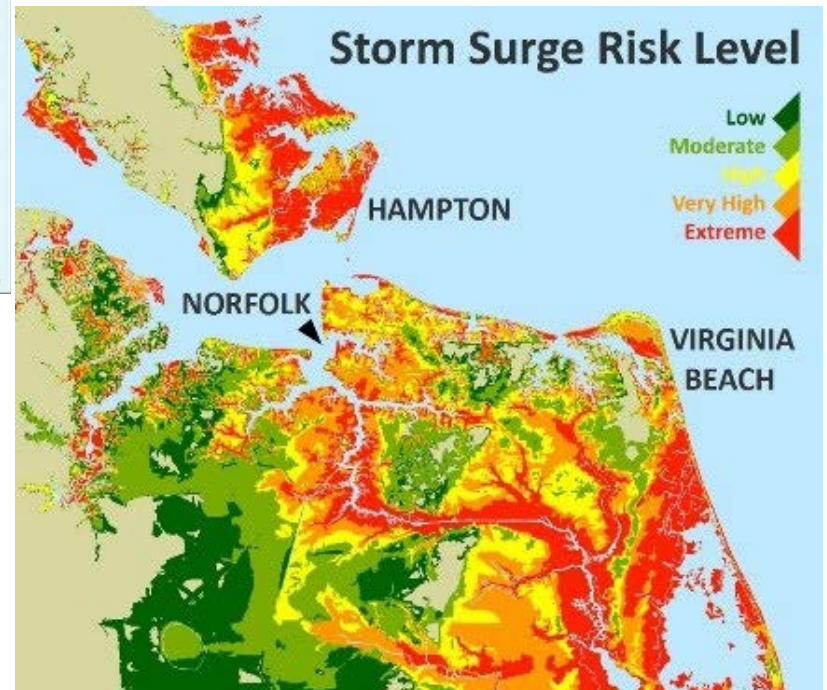 Storm Surge Risk Level
Low
Moderate
High
Very High
Extreme
HAMPTON
NORFOLK
VIRGINIA
BEACH